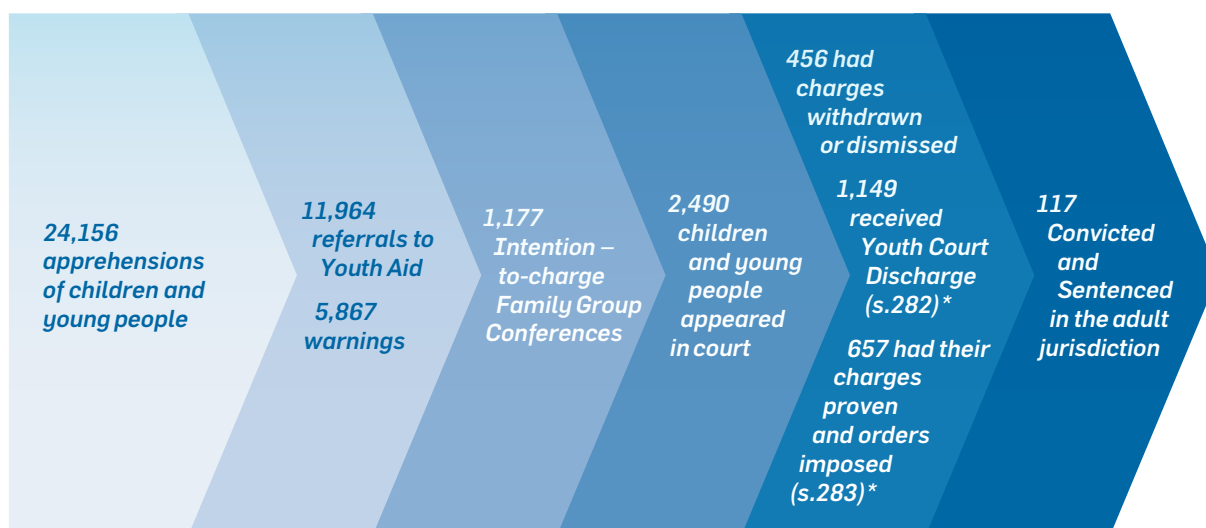 24,156
apprehensions
of children and
young people
11,964
referrals to
Youth Aid
5,867
warnings
1,177
Intention –
to-charge
Family Group
Conferences
2,490
children
and young
people
appeared
in court
456 had
charges
withdrawn
or dismissed
1,149
received
Youth Court
Discharge
(s.282)*
657 had their
charges
proven
and orders
imposed
(s.283)*
117
Convicted
and
Sentenced
in the adult
jurisdiction